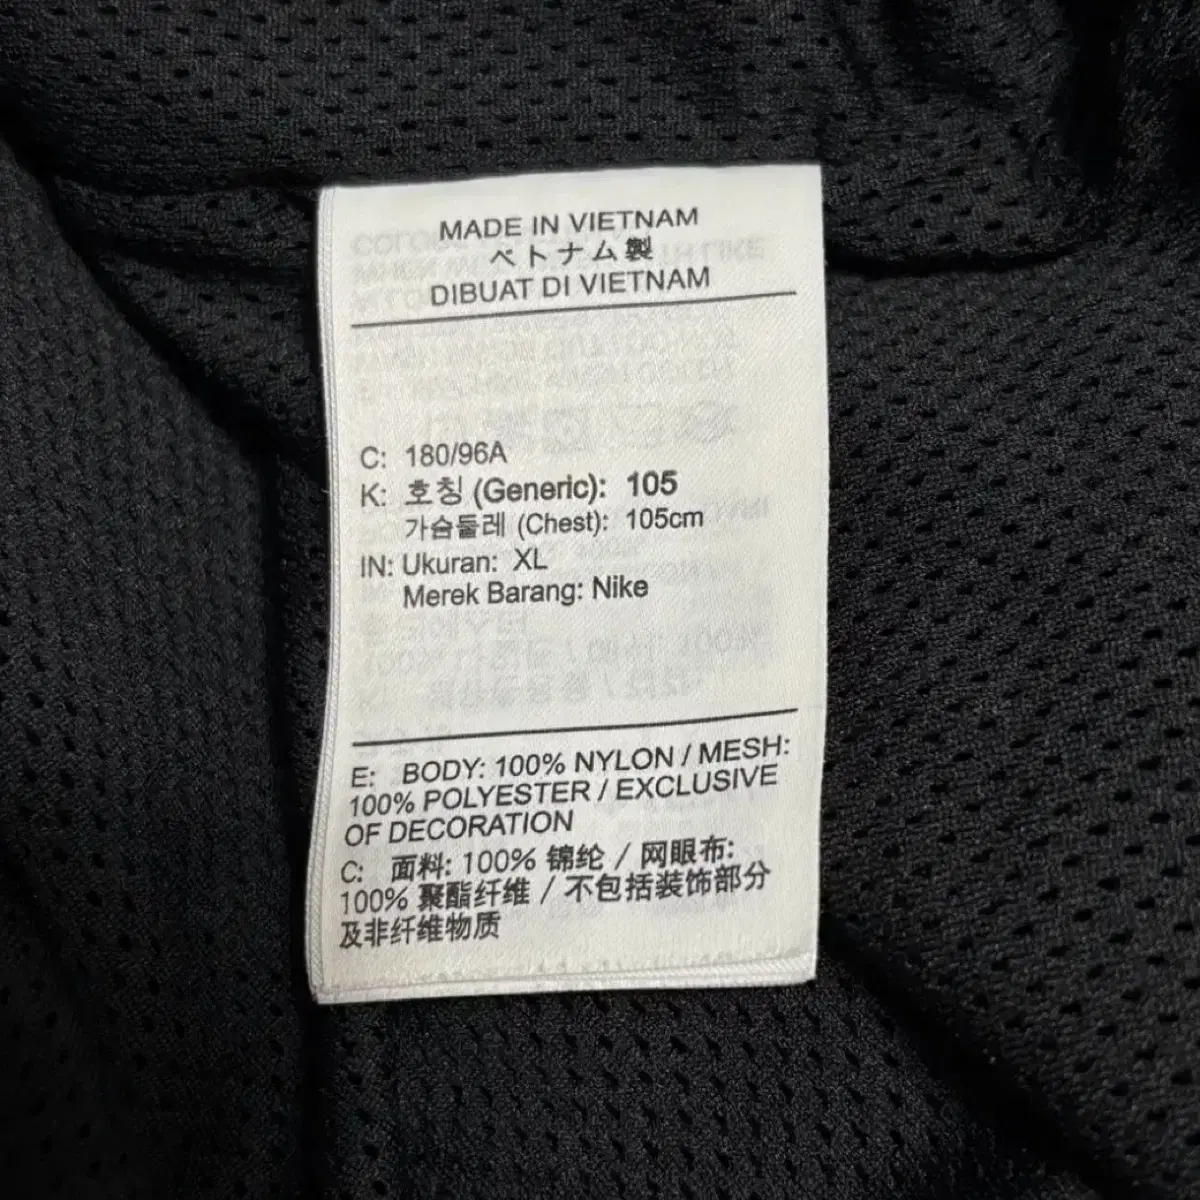 MADE IN VIETNAM
ベトナム製
DIBUAT DI VIETNAM
C: 180/96A
K: 호칭 (Generic): 105
가슴둘레 (Chest): 105cm
IN: Ukuran: XL
Merek Barang: Nike
E: BODY: 100% NYLON / MESH:
100% POLYESTER / EXCLUSIVE
OF DECORATION
C: 面料: 100% 锦纶 / 网眼布:
100% 聚酯纤维 / 不包括装饰部分
及非纤维物质